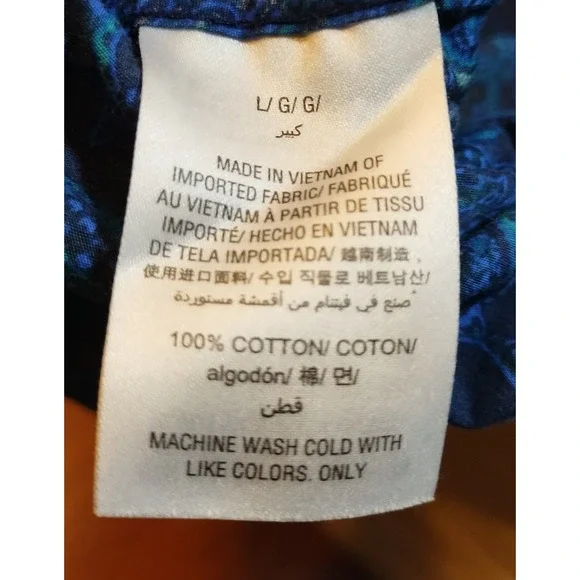 L/ G/ G/
كبير
MADE IN VIETNAM OF
IMPORTED FABRIC/ FABRIQUÉ
AU VIETNAM À PARTIR DE TISSU
IMPORTÉ/ HECHO EN VIETNAM
DE TELA IMPORTADA/ 越南制造，
使用进口面料/ 수입 직물로 베트남산/
صنع في فيتنام من أقمشة مستوردة
100% COTTON/ COTON/
algodón/ 棉/ 면/
قطن
MACHINE WASH COLD WITH
LIKE COLORS. ONLY